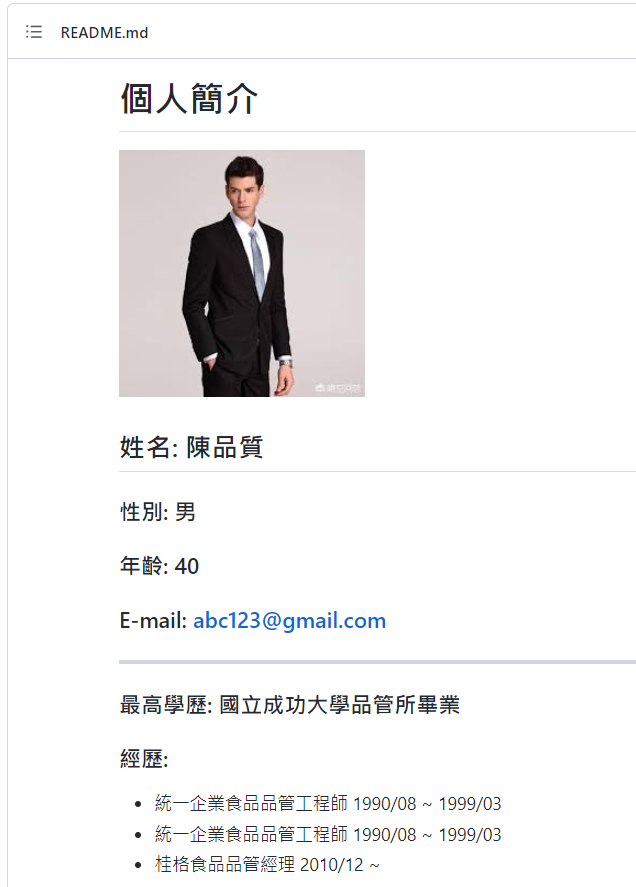 README.md
個人簡介
姓名: 陳品質
性別: 男
年齡: 40
E-mail: abc123@gmail.com
最高學歷: 國立成功大學品管所畢業
經歷:
統一企業食品品管工程師 1990/08 ~ 1999/03
統一企業食品品管工程師 1990/08 ~ 1999/03
桂格食品品管經理 2010/12 ~